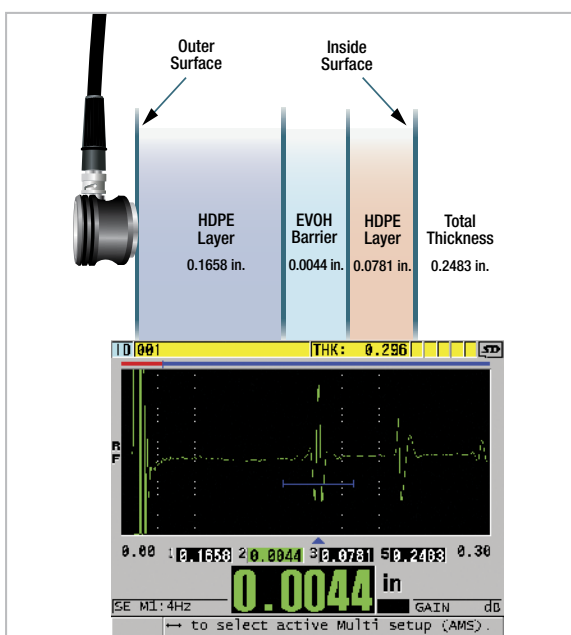 Outer
Surface
Inside
Surface
HDPE
Layer
0.1658 in.
EVOH
Barrier
0.0044 in.
HDPE
Layer
0.0781 in.
Total
Thickness
0.2483 in.
ID 001 THK: 0.296 SD
RF
0.00 1 0.1658 2 0.0044 3 0.0781 5 0.2483 0.30
0.0044 in
SE M1:4Hz GAIN dB
↔ to select active Multi setup (AMS).